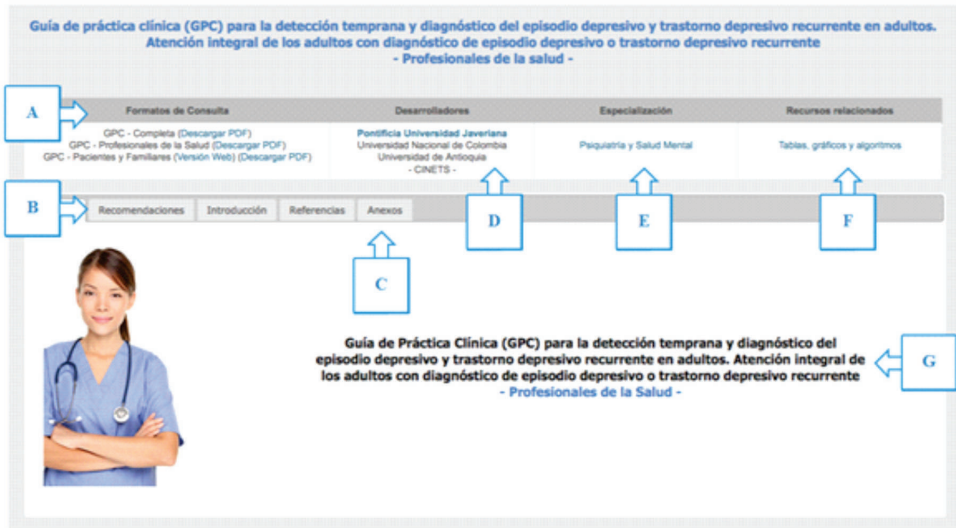 Guía de práctica clínica (GPC) para la detección temprana y diagnóstico del episodio depresivo y trastorno depresivo recurrente en adultos.
Atención integral de los adultos con diagnóstico de episodio depresivo o trastorno depresivo recurrente
- Profesionales de la salud -
A
Formatos de Consulta
Desarrolladores
Especialización
Recursos relacionados
GPC - Completa (Descargar PDF)
GPC - Profesionales de la Salud (Descargar PDF)
GPC - Pacientes y Familiares (Versión Web) (Descargar PDF)
Pontificia Universidad Javeriana
Universidad Nacional de Colombia
Universidad de Antioquia
- CINETS -
Psiquiatría y Salud Mental
Tablas, gráficos y algoritmos
B
Recomendaciones
Introducción
Referencias
Anexos
D
E
F
C
Guía de Práctica Clínica (GPC) para la detección temprana y diagnóstico del
episodio depresivo y trastorno depresivo recurrente en adultos. Atención integral de
los adultos con diagnóstico de episodio depresivo o trastorno depresivo recurrente
- Profesionales de la Salud -
G